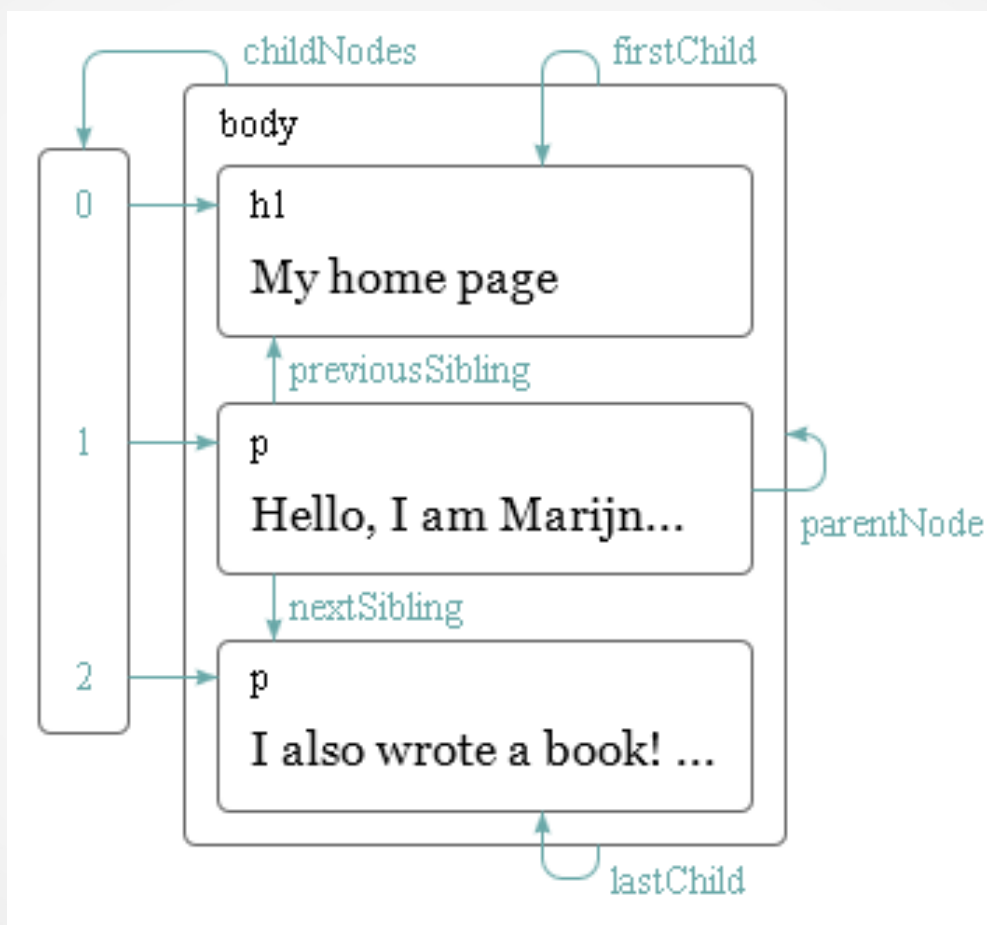 childNodes
firstChild
body
0
h1
My home page
previousSibling
1
p
Hello, I am Marijn...
parentNode
nextSibling
2
p
I also wrote a book! ...
lastChild